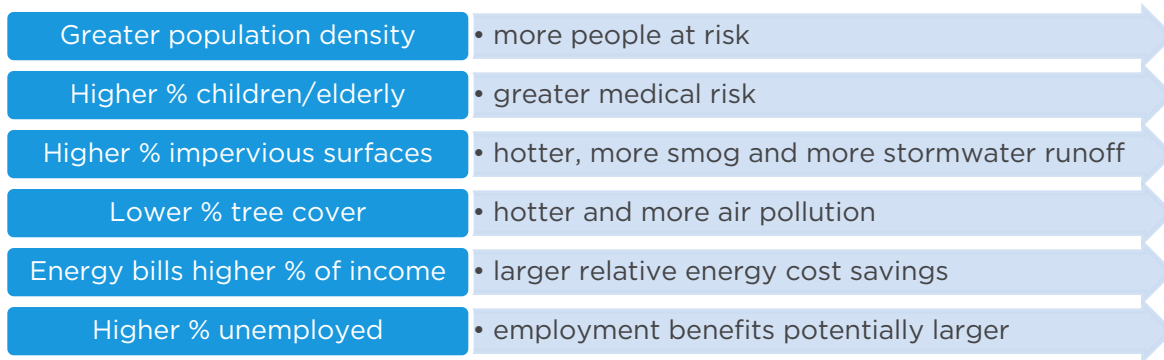 Greater population density
• more people at risk
Higher % children/elderly
• greater medical risk
Higher % impervious surfaces
• hotter, more smog and more stormwater runoff
Lower % tree cover
• hotter and more air pollution
Energy bills higher % of income
• larger relative energy cost savings
Higher % unemployed
• employment benefits potentially larger